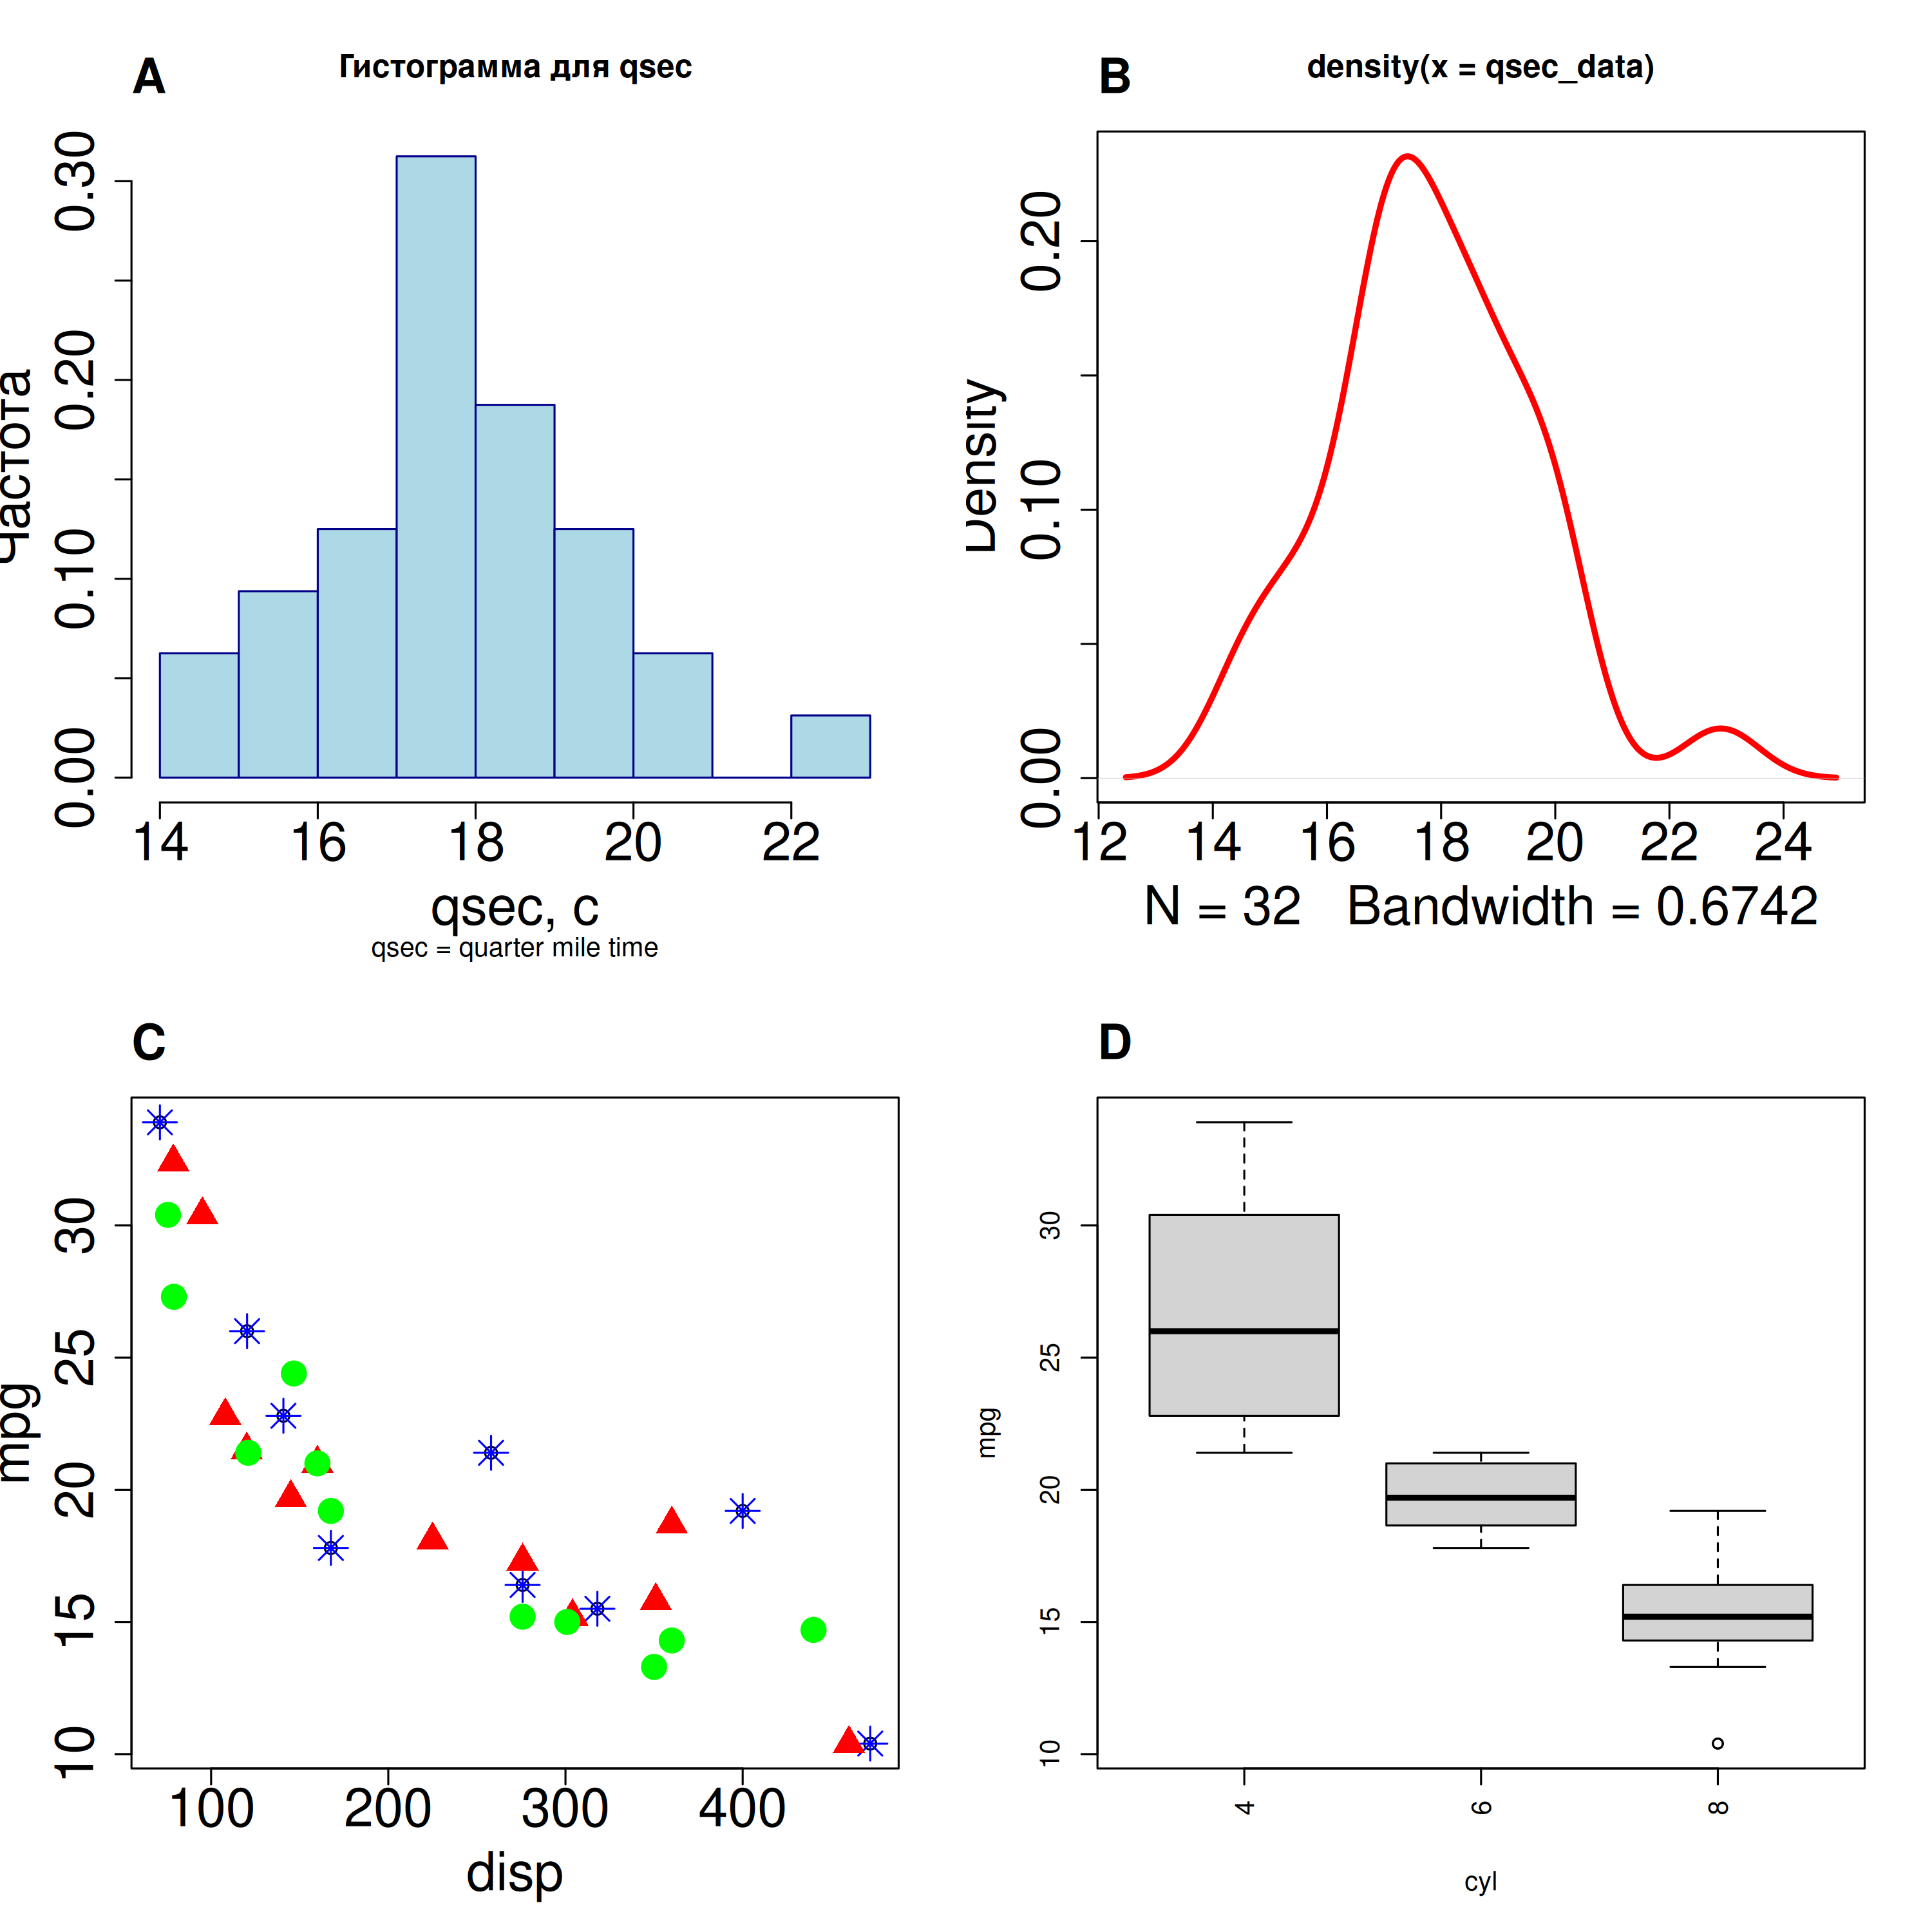 A
Гистограмма для qsec
Частота
0.00 0.10 0.20 0.30
14 16 18 20 22
qsec, c
qsec = quarter mile time
B
density(x = qsec_data)
Density
0.00 0.10 0.20
12 14 16 18 20 22 24
N = 32 Bandwidth = 0.6742
C
mpg
10 15 20 25 30
100 200 300 400
disp
D
mpg
10 15 20 25 30
4 6 8
cyl